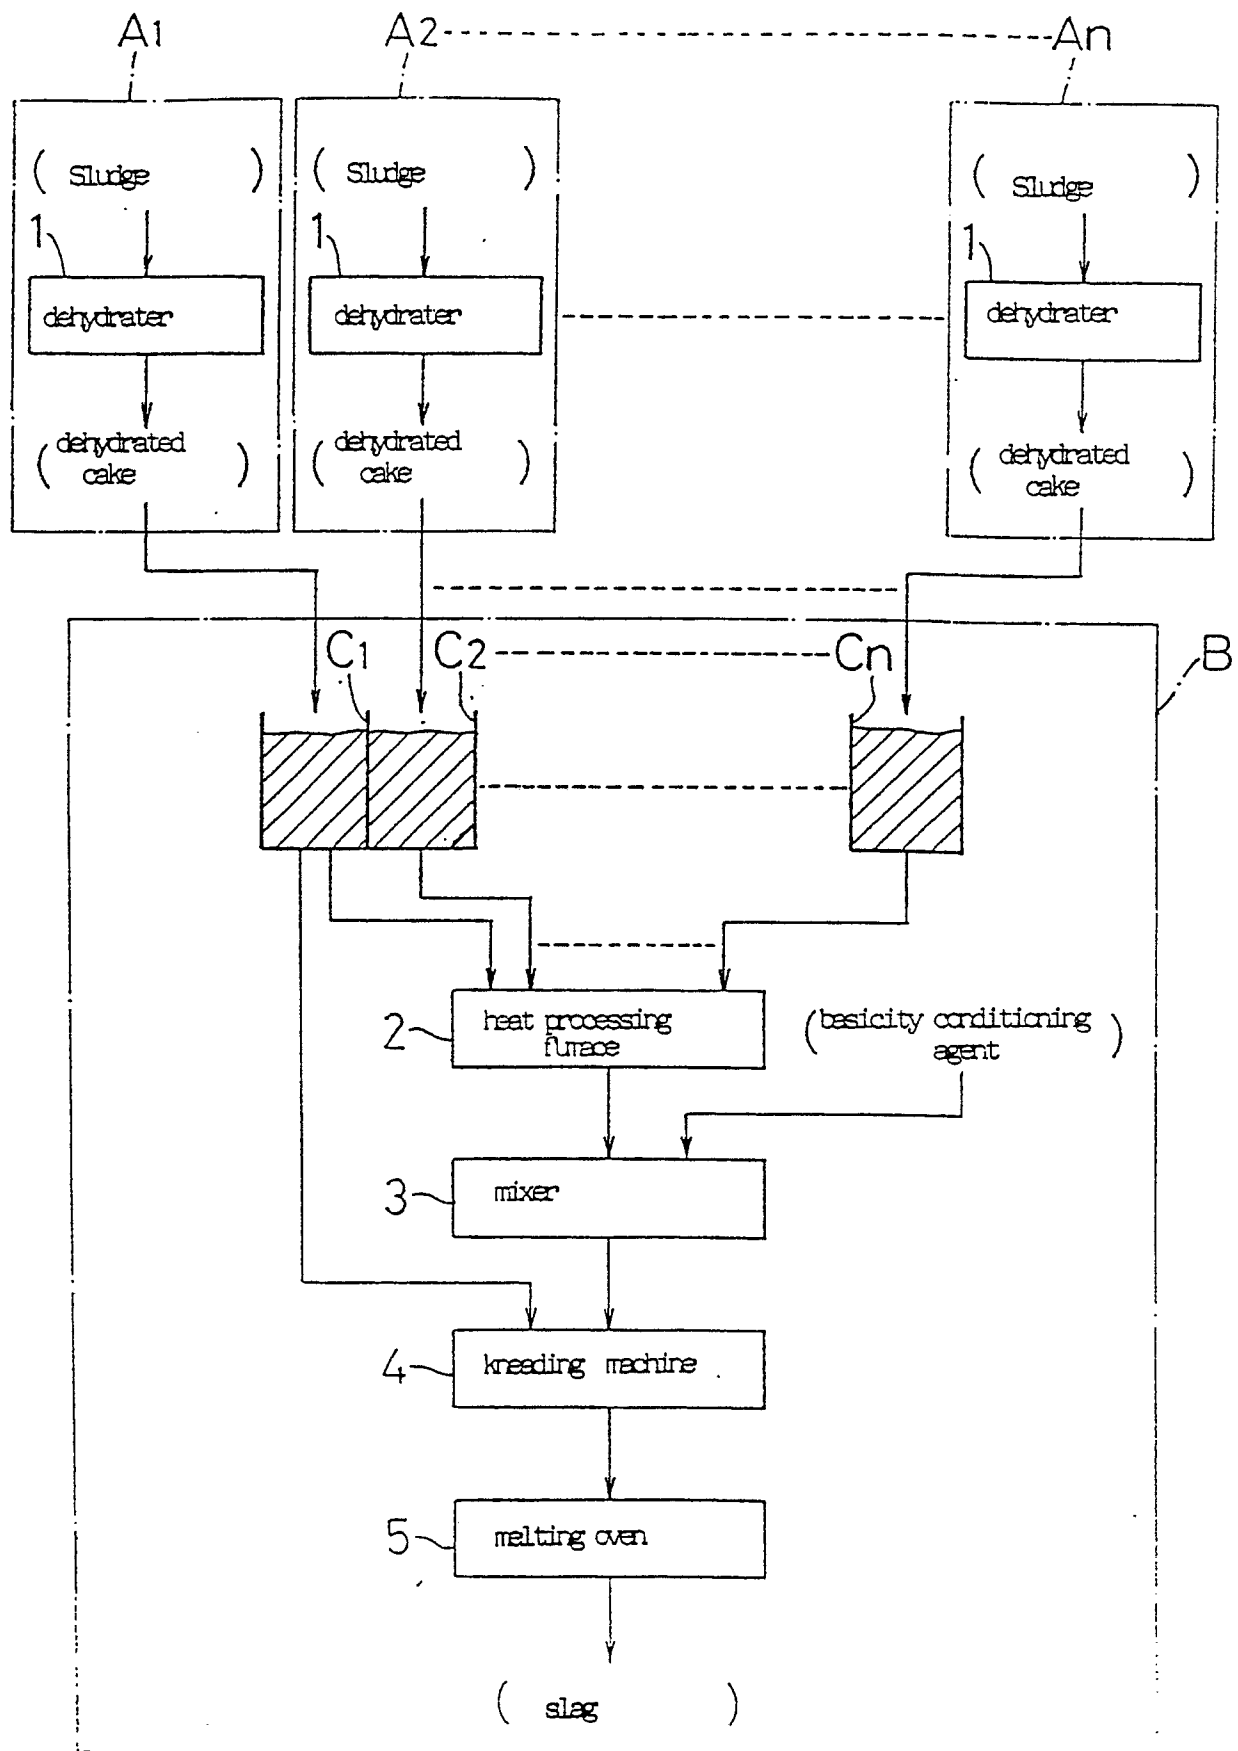 A1 A2 An
( Sludge ) ( Sludge ) ( Sludge )
1 1 1
dehydrater dehydrater dehydrater
( dehydrated cake ) ( dehydrated cake ) ( dehydrated cake )
C1 C2 Cn B
2 heat processing furnace
( basicity conditioning agent )
3 mixer
4 kneading machine
5 melting oven
( slag )